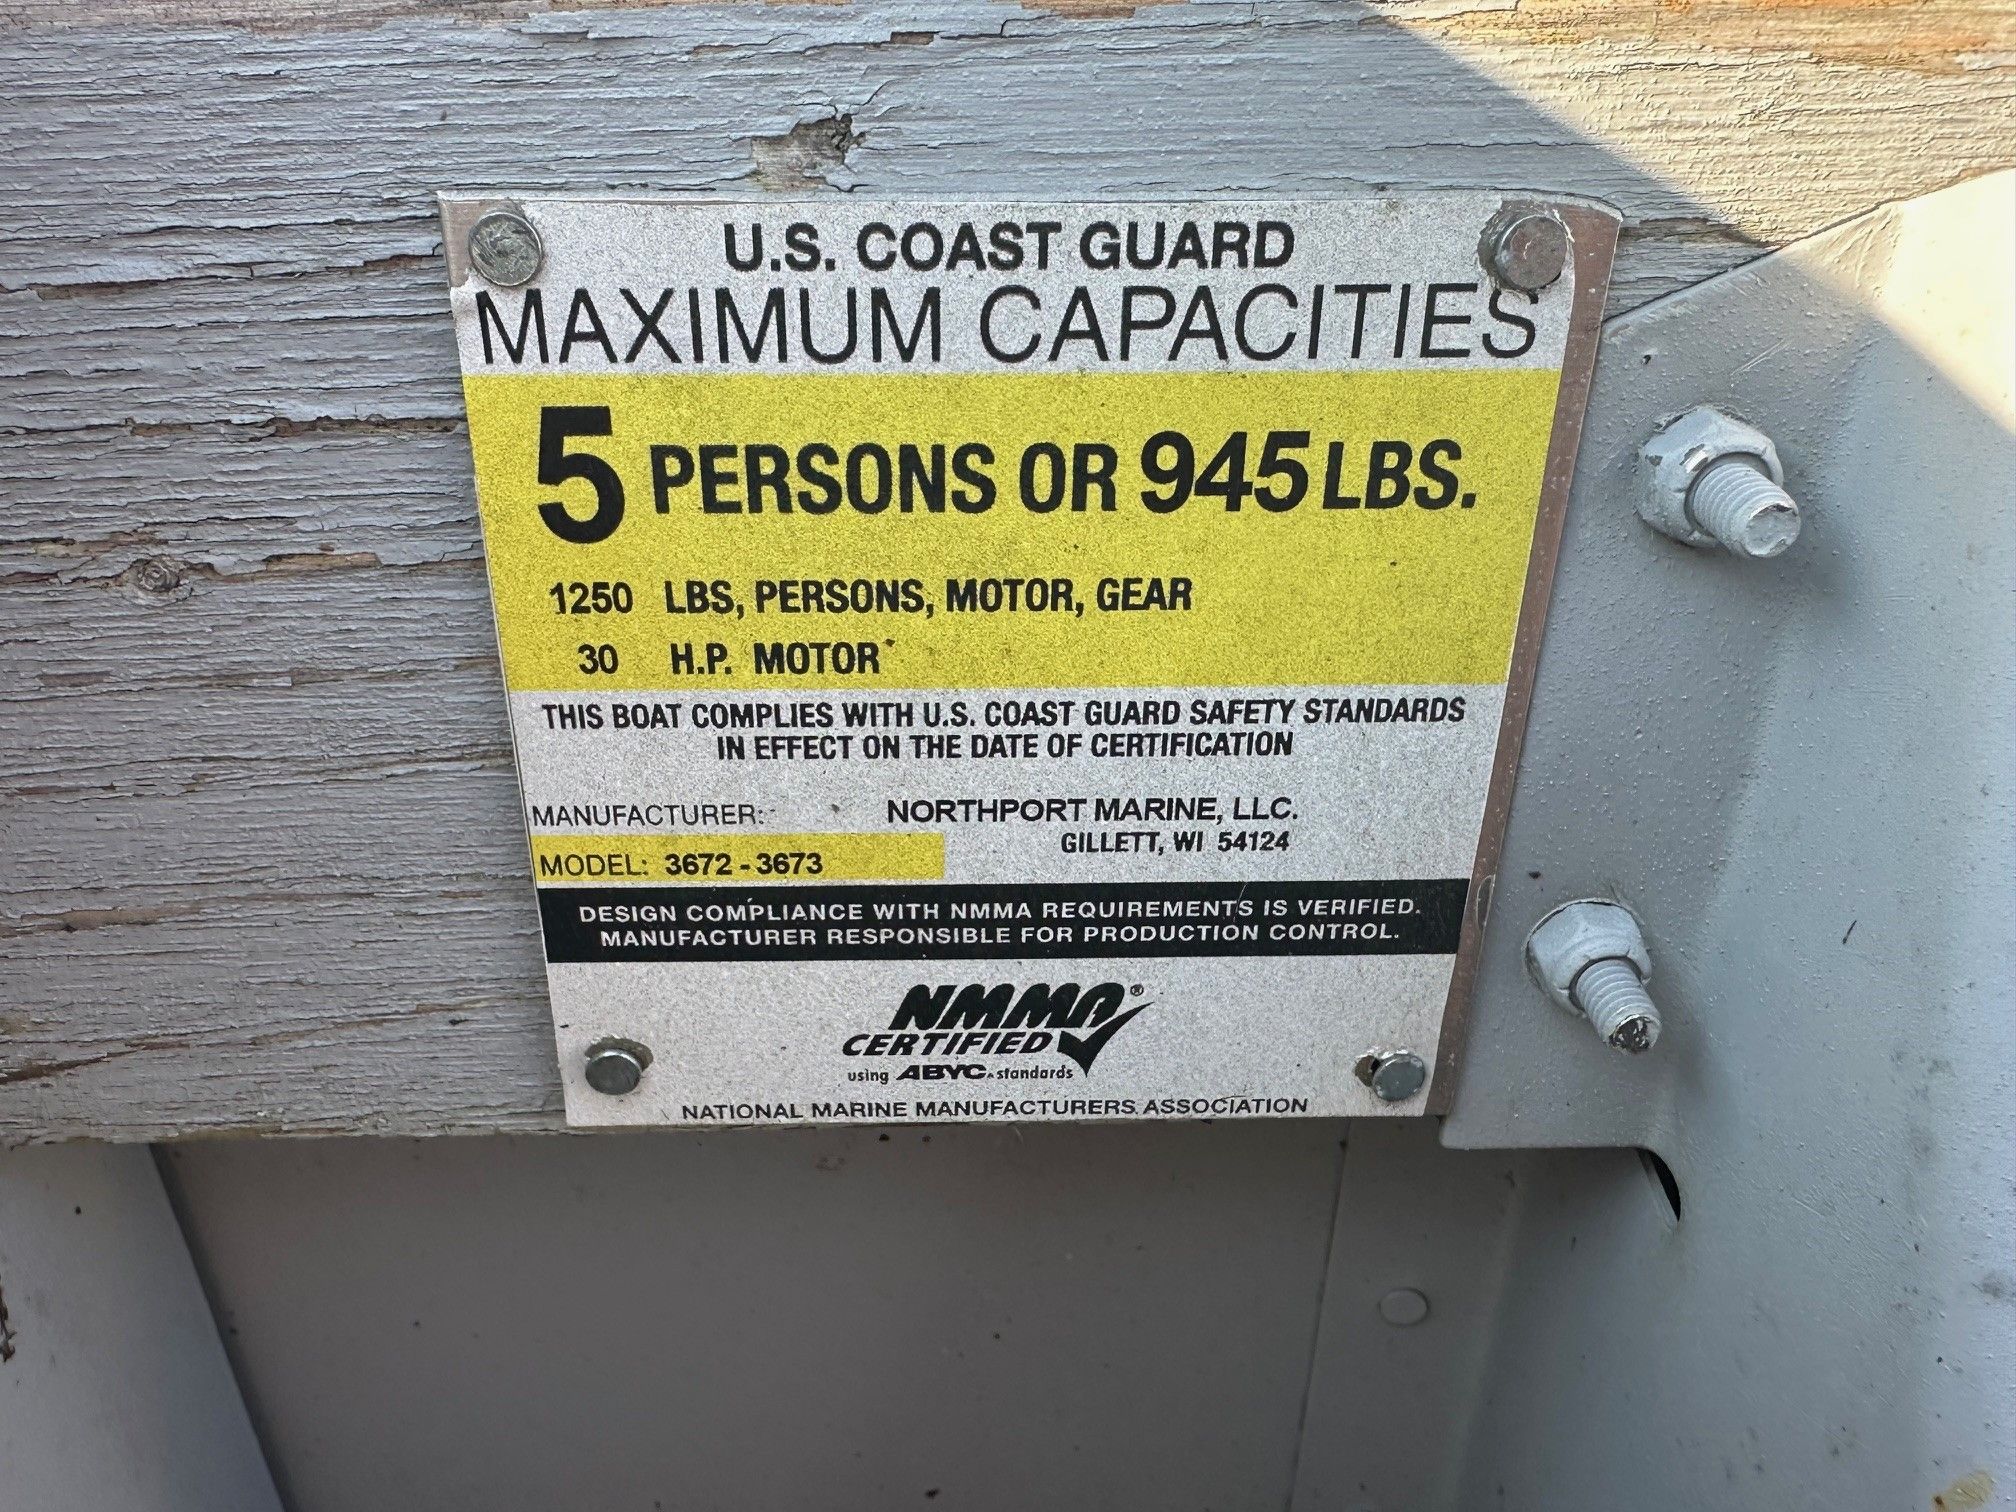 U.S. COAST GUARD
MAXIMUM CAPACITIES
5 PERSONS OR 945 LBS.
1250 LBS, PERSONS, MOTOR, GEAR
30 H.P. MOTOR
THIS BOAT COMPLIES WITH U.S. COAST GUARD SAFETY STANDARDS
IN EFFECT ON THE DATE OF CERTIFICATION
MANUFACTURER: NORTHPORT MARINE, LLC.
GILLETT, WI 54124
MODEL: 3672 - 3673
DESIGN COMPLIANCE WITH NMMA REQUIREMENTS IS VERIFIED.
MANUFACTURER RESPONSIBLE FOR PRODUCTION CONTROL.
NMMA®
CERTIFIED
using ABYC standards
NATIONAL MARINE MANUFACTURERS ASSOCIATION